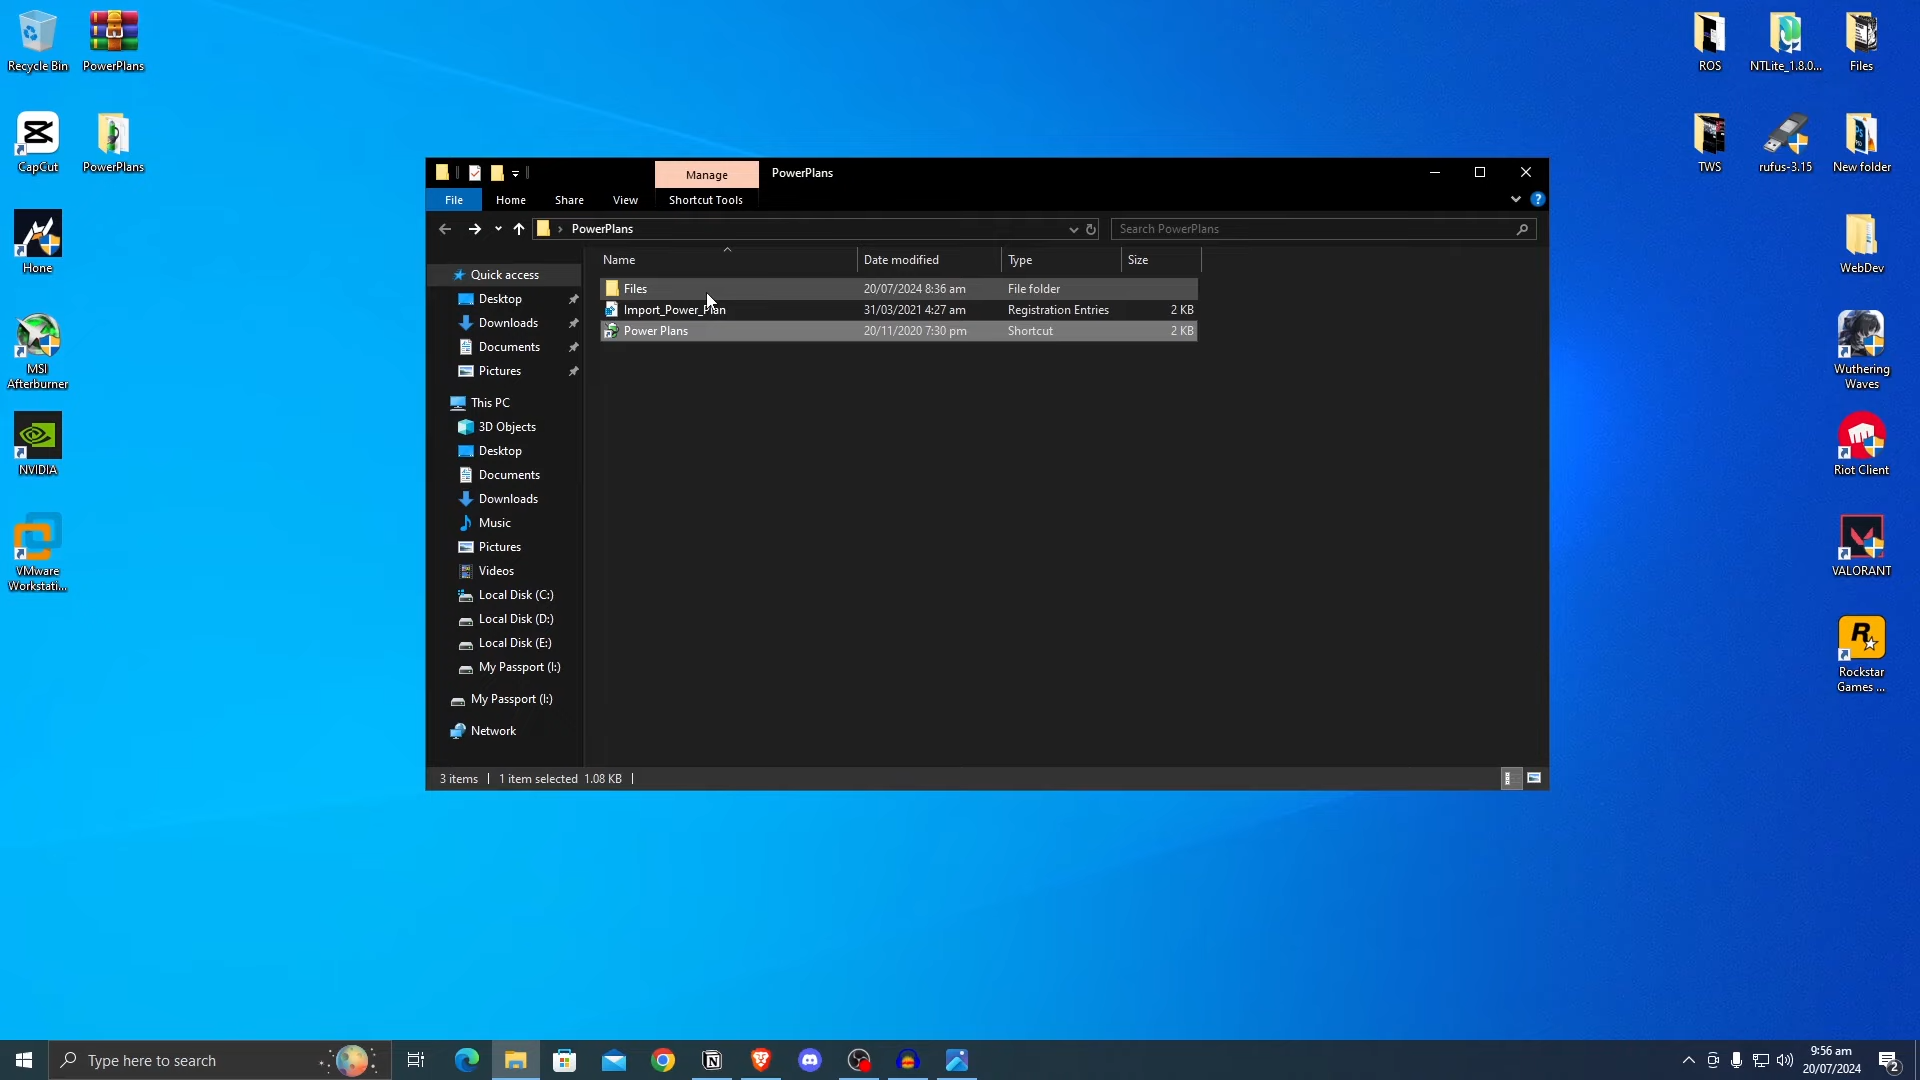 Recycle Bin
PowerPlans
CapCut
PowerPlans
Hone
MSI
Afterburner
NVIDIA
VMware
Workstati...
Manage
PowerPlans
File
Home
Share
View
Shortcut Tools
PowerPlans
Search PowerPlans
Name
Date modified
Type
Size
Files
20/07/2024 8:36 am
File folder
Import_Power_Plan
31/03/2021 4:27 am
Registration Entries
2 KB
Power Plans
20/11/2020 7:30 pm
Shortcut
2 KB
Quick access
Desktop
Downloads
Documents
Pictures
This PC
3D Objects
Desktop
Documents
Downloads
Music
Pictures
Videos
Local Disk (C:)
Local Disk (D:)
Local Disk (E:)
My Passport (I:)
My Passport (I:)
Network
3 items
1 item selected 1.08 KB
ROS
NTLite_1.8.0...
Files
TWS
rufus-3.15
New folder
WebDev
Wuthering
Waves
Riot Client
VALORANT
Rockstar
Games ...
Type here to search
9:56 am
20/07/2024
2